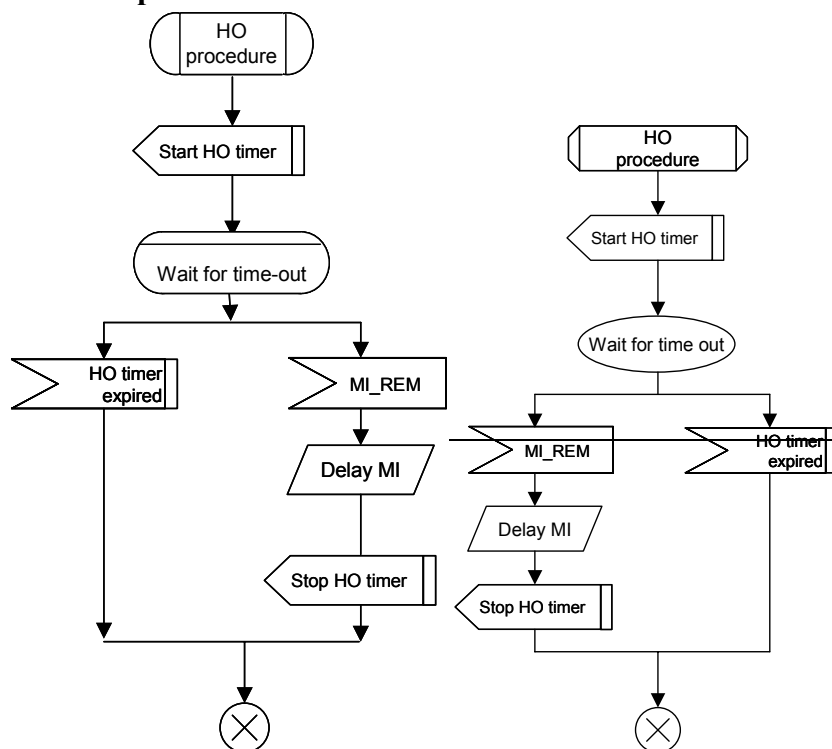 HO
procedure
Start HO timer
Wait for time-out
HO timer
expired
MI_REM
Delay MI
Stop HO timer
HO
procedure
Start HO timer
Wait for time out
MI_REM
HO timer
expired
Delay MI
Stop HO timer